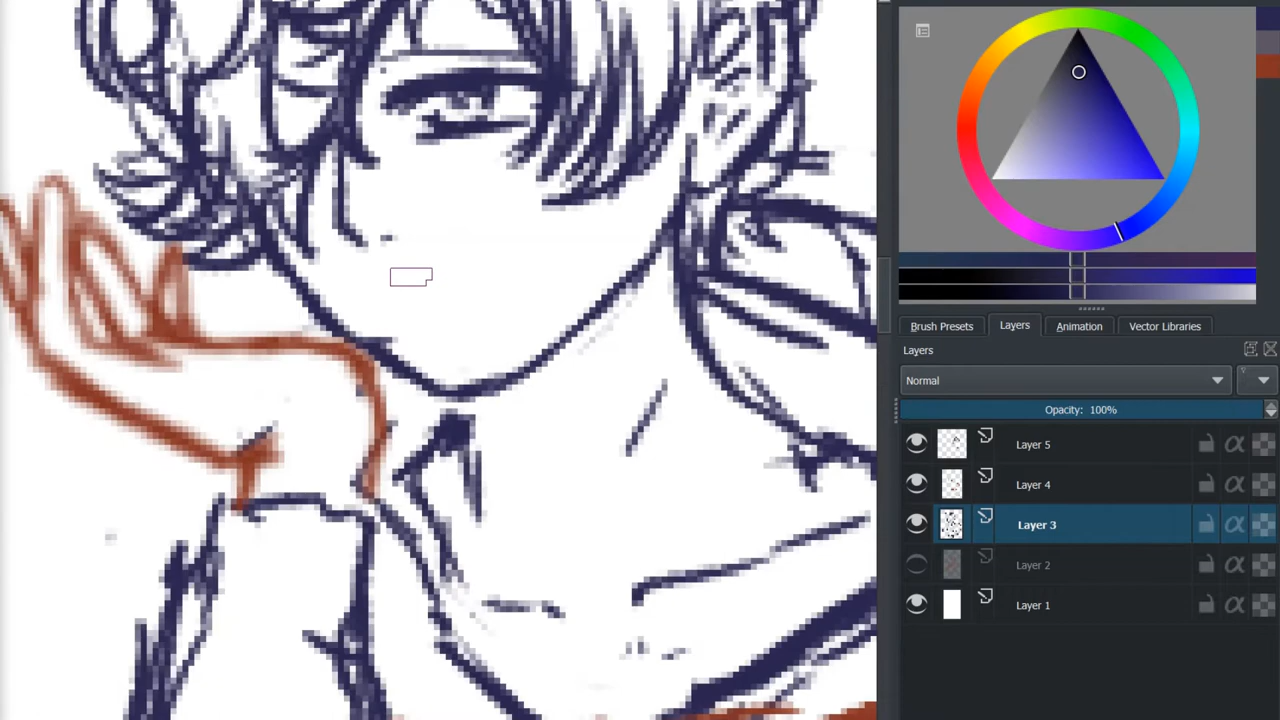 Brush Presets Layers Animation Vector Libraries
Layers
Normal
Opacity: 100%
Layer 5
Layer 4
Layer 3
Layer 2
Layer 1